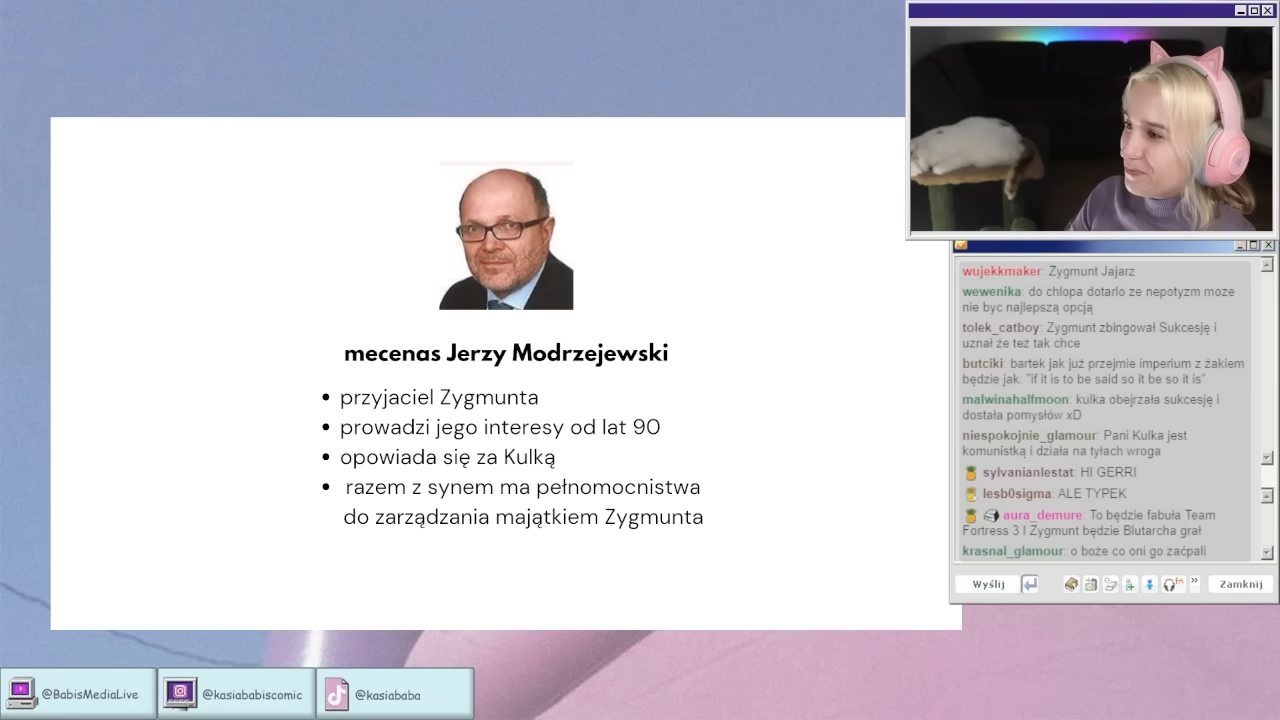 mecenas Jerzy Modrzejewski
• przyjaciel Zygmunta
• prowadzi jego interesy od lat 90
• opowiada się za Kulką
• razem z synem ma pełnomocnistwa
do zarządzania majątkiem Zygmunta
wujekkmaker: Zygmunt Jajarz
wewenika: do chlopa dotarlo ze nepotyzm moze
nie byc najlepszą opcją
tolek_catboy: Zygmunt zbingował Sukcesję i
uznał że też tak chce
butciki: bartek jak już przejmie imperium z żakiem
będzie jak: "if it is to be said so it be so it is"
malwinahalfmoon: kulka obejrzała sukcesję i
dostała pomysłów xD
niespokojnie_glamour: Pani Kulka jest
komunistką i działa na tyłach wroga
sylvanianlestat: HI GERRI
lesb0sigma: ALE TYPEK
aura_demure: To będzie fabuła Team
Fortress 3 I Zygmunt będzie Blutarcha grał
krasnal_glamour: o boże co oni go zaćpali
Wyślij
fn
»
Zamknij
@BabisMediaLive
@kasiababiscomic
@kasiababa